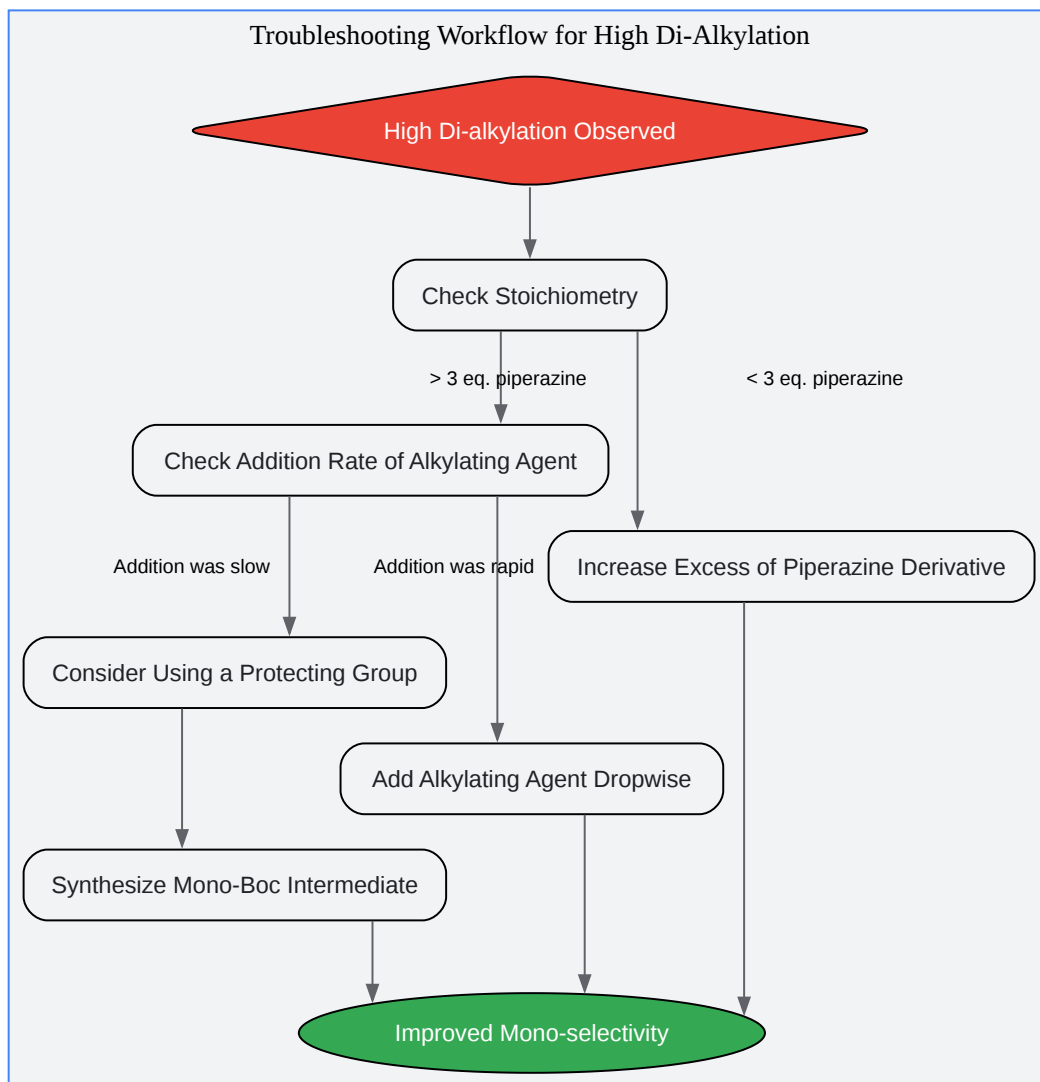 Troubleshooting Workflow for High Di-Alkylation
High Di-alkylation Observed
Check Stoichiometry
> 3 eq. piperazine
< 3 eq. piperazine
Check Addition Rate of Alkylating Agent
Addition was slow
Addition was rapid
Increase Excess of Piperazine Derivative
Consider Using a Protecting Group
Add Alkylating Agent Dropwise
Synthesize Mono-Boc Intermediate
Improved Mono-selectivity